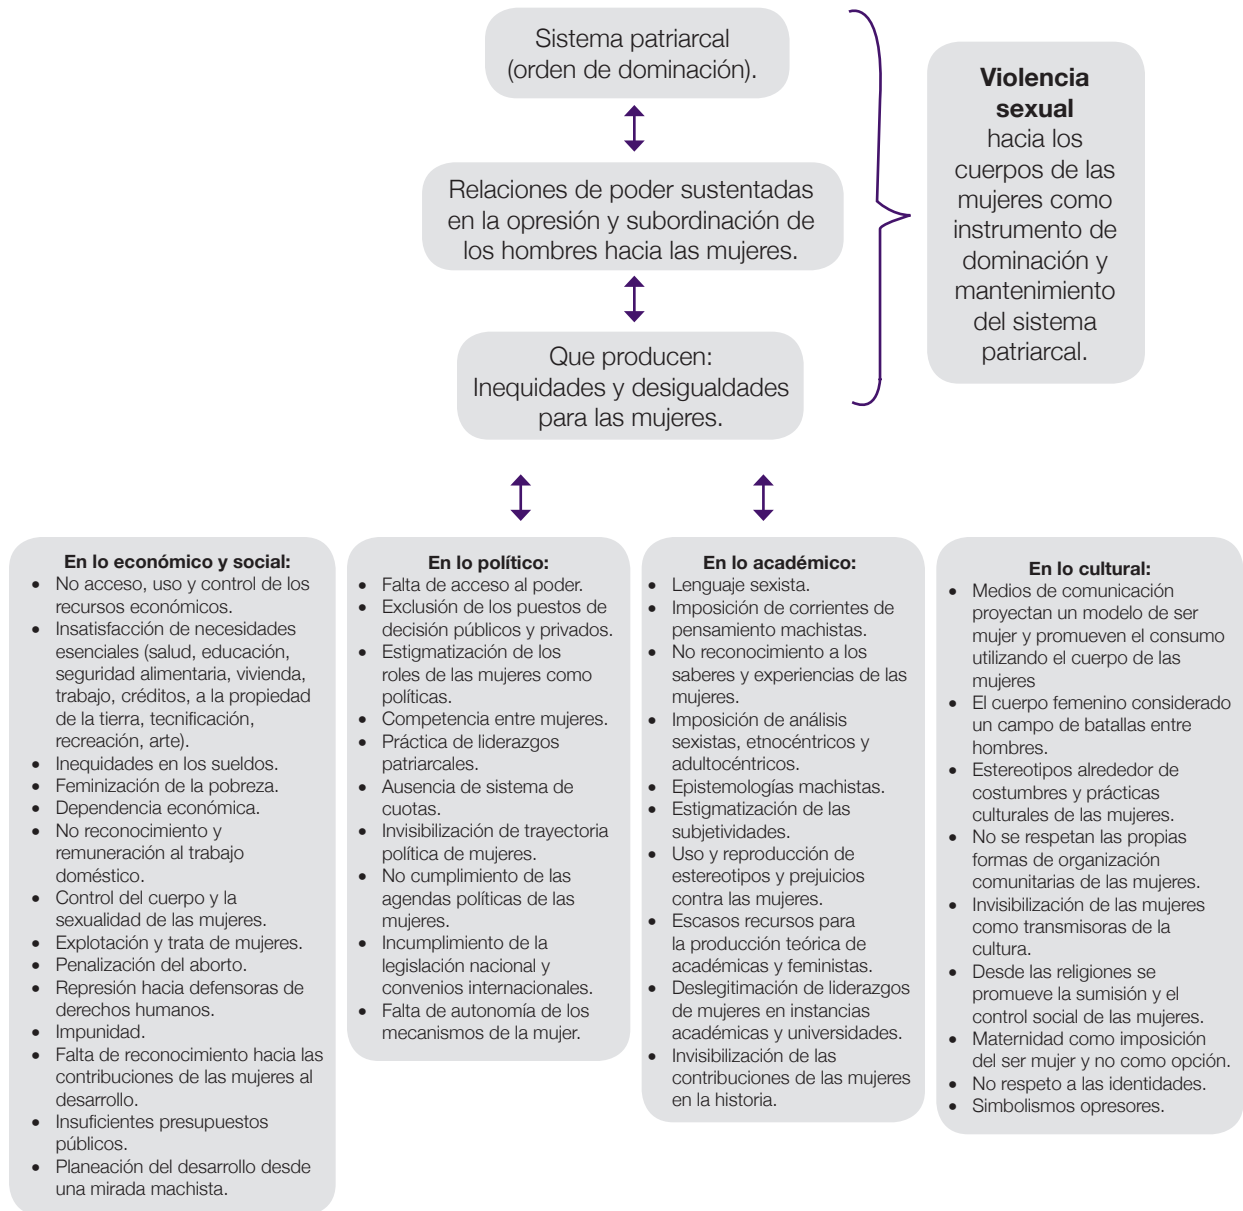 Sistema patriarcal
(orden de dominación).
Relaciones de poder sustentadas
en la opresión y subordinación de
los hombres hacia las mujeres.
Que producen:
Inequidades y desigualdades
para las mujeres.
Violencia
sexual
hacia los
cuerpos de las
mujeres como
instrumento de
dominación y
mantenimiento
del sistema
patriarcal.
En lo económico y social:
• No acceso, uso y control de los
recursos económicos.
• Insatisfacción de necesidades
esenciales (salud, educación,
seguridad alimentaria, vivienda,
trabajo, créditos, a la propiedad
de la tierra, tecnificación,
recreación, arte).
• Inequidades en los sueldos.
• Feminización de la pobreza.
• Dependencia económica.
• No reconocimiento y
remuneración al trabajo
doméstico.
• Control del cuerpo y la
sexualidad de las mujeres.
• Explotación y trata de mujeres.
• Penalización del aborto.
• Represión hacia defensoras de
derechos humanos.
• Impunidad.
• Falta de reconocimiento hacia las
contribuciones de las mujeres al
desarrollo.
• Insuficientes presupuestos
públicos.
• Planeación del desarrollo desde
una mirada machista.
En lo político:
• Falta de acceso al poder.
• Exclusión de los puestos de
decisión públicos y privados.
• Estigmatización de los
roles de las mujeres como
políticas.
• Competencia entre mujeres.
• Práctica de liderazgos
patriarcales.
• Ausencia de sistema de
cuotas.
• Invisibilización de trayectoria
política de mujeres.
• No cumplimiento de las
agendas políticas de las
mujeres.
• Incumplimiento de la
legislación nacional y
convenios internacionales.
• Falta de autonomía de los
mecanismos de la mujer.
En lo académico:
• Lenguaje sexista.
• Imposición de corrientes de
pensamiento machistas.
• No reconocimiento a los
saberes y experiencias de las
mujeres.
• Imposición de análisis
sexistas, etnocéntricos y
adultocéntricos.
• Epistemologías machistas.
• Estigmatización de las
subjetividades.
• Uso y reproducción de
estereotipos y prejuicios
contra las mujeres.
• Escasos recursos para
la producción teórica de
académicas y feministas.
• Deslegitimación de liderazgos
de mujeres en instancias
académicas y universidades.
• Invisibilización de las
contribuciones de las mujeres
en la historia.
En lo cultural:
• Medios de comunicación
proyectan un modelo de ser
mujer y promueven el consumo
utilizando el cuerpo de las
mujeres
• El cuerpo femenino considerado
un campo de batallas entre
hombres.
• Estereotipos alrededor de
costumbres y prácticas
culturales de las mujeres.
• No se respetan las propias
formas de organización
comunitarias de las mujeres.
• Invisibilización de las mujeres
como transmisoras de la
cultura.
• Desde las religiones se
promueve la sumisión y el
control social de las mujeres.
• Maternidad como imposición
del ser mujer y no como opción.
• No respeto a las identidades.
• Simbolismos opresores.